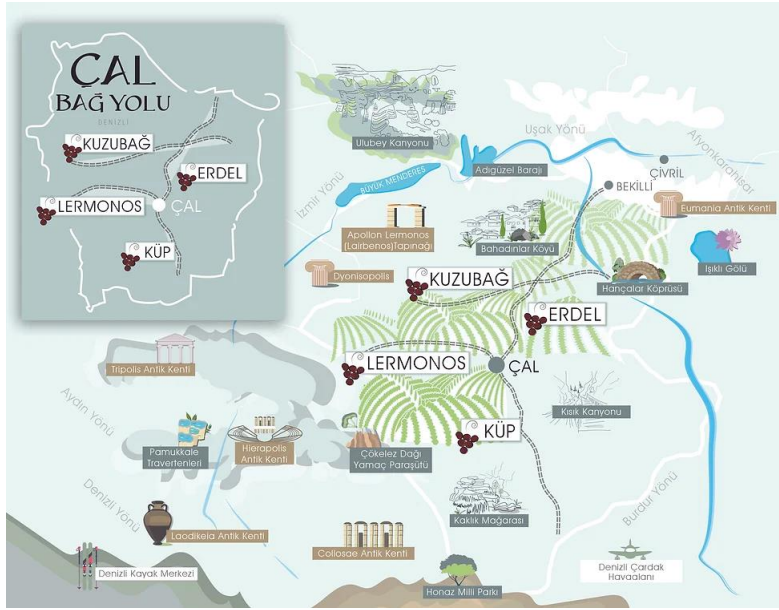 ÇAL
BAĞ YOLU
DENİZLİ
KUZUBAĞ
ERDEL
LERMONOS
ÇAL
KÜP
Ulubey Kanyonu
Uşak Yönü
Afyonkarahisar
Adıgüzel Barajı
ÇİVRİL
BEKİLLİ
BÜYÜK MENDERES
İzmir Yönü
Eumania Antik Kenti
Apollon Lermonos
(Lairbenos)Tapınağı
Bahadınlar Köyü
Işıklı Gölü
Dyonisopolis
KUZUBAĞ
Hançalar Köprüsü
ERDEL
Tripolis Antik Kenti
LERMONOS
ÇAL
Aydın Yönü
Kısık Kanyonu
KÜP
Pamukkale
Travertenleri
Hierapolis
Antik Kenti
Çökelez Dağı
Yamaç Paraşütü
Denizli Yönü
Kaklık Mağarası
Burdur Yönü
Laodikeia Antik Kenti
Collosae Antik Kenti
Denizli Kayak Merkezi
Honaz Milli Parkı
Denizli Çardak
Havaalanı